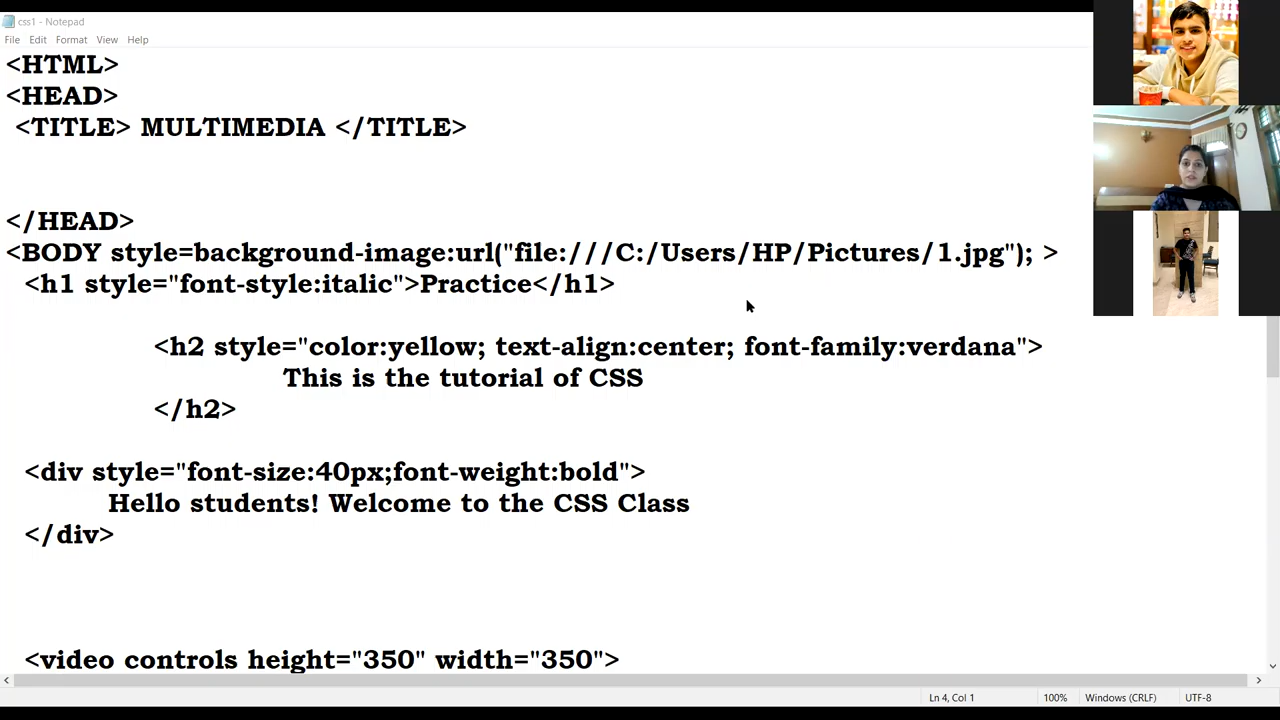 css1 - Notepad
File Edit Format View Help
<HTML>
<HEAD>
<TITLE> MULTIMEDIA </TITLE>
</HEAD>
<BODY style=background-image:url("file:///C:/Users/HP/Pictures/1.jpg"); >
<h1 style="font-style:italic">Practice</h1>
<h2 style="color:yellow; text-align:center; font-family:verdana">
This is the tutorial of CSS
</h2>
<div style="font-size:40px;font-weight:bold">
Hello students! Welcome to the CSS Class
</div>
<video controls height="350" width="350">
Ln 4, Col 1 100% Windows (CRLF) UTF-8